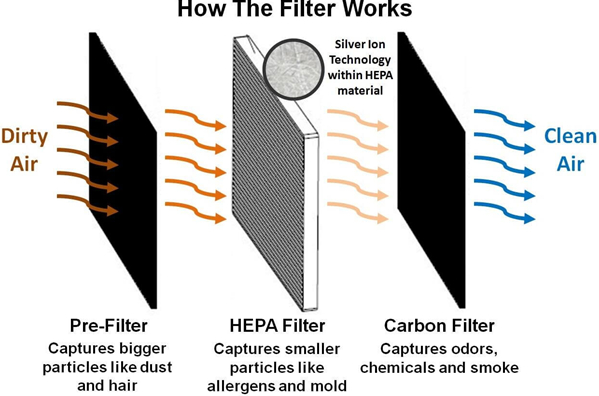 How The Filter Works
Silver Ion
Technology
within HEPA
material
Dirty
Air
Clean
Air
Pre-Filter
Captures bigger
particles like dust
and hair
HEPA Filter
Captures smaller
particles like
allergens and mold
Carbon Filter
Captures odors,
chemicals and smoke